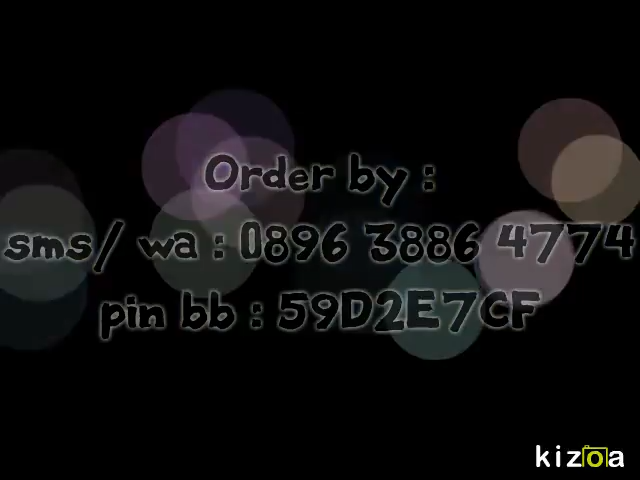 Order by :
sms/ wa : 0896 3886 4774
pin bb : 59D2E7CF
kizoa